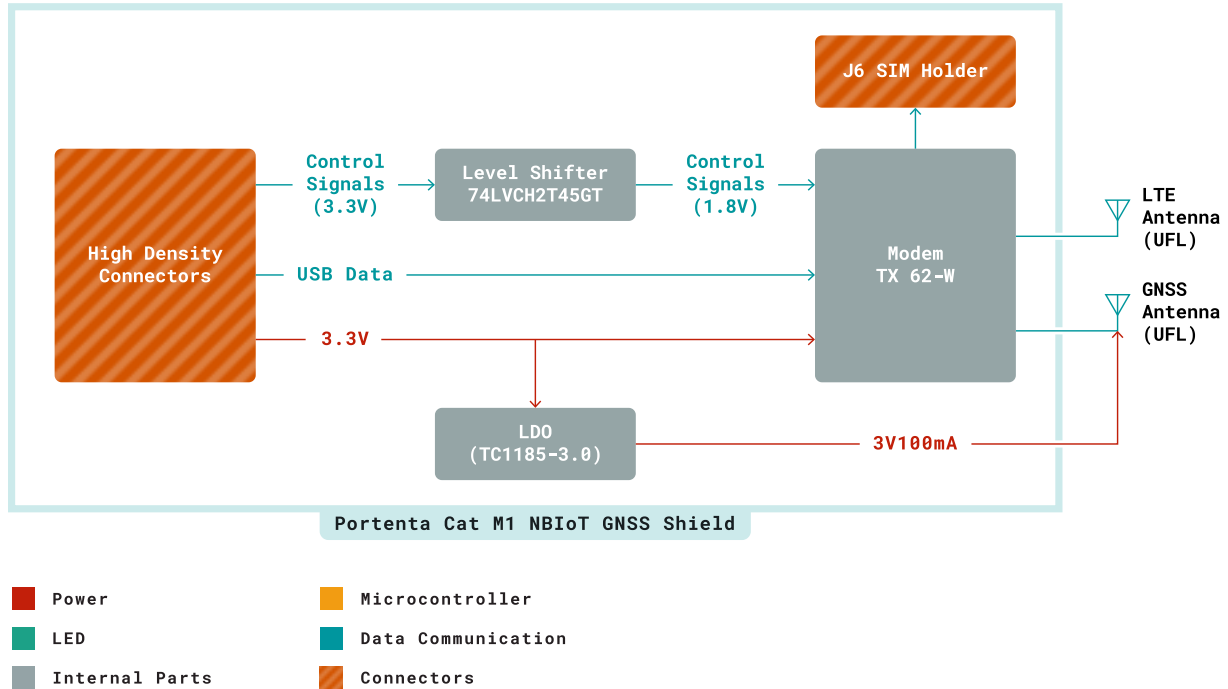 J6 SIM Holder
Control
Signals
(3.3V)
Level Shifter
74LVCH2T45GT
Control
Signals
(1.8V)
LTE
Antenna
(UFL)
High Density
Connectors
USB Data
Modem
TX 62-W
GNSS
Antenna
(UFL)
3.3V
LDO
(TC1185-3.0)
3V100mA
Portenta Cat M1 NBIoT GNSS Shield
Power
Microcontroller
LED
Data Communication
Internal Parts
Connectors